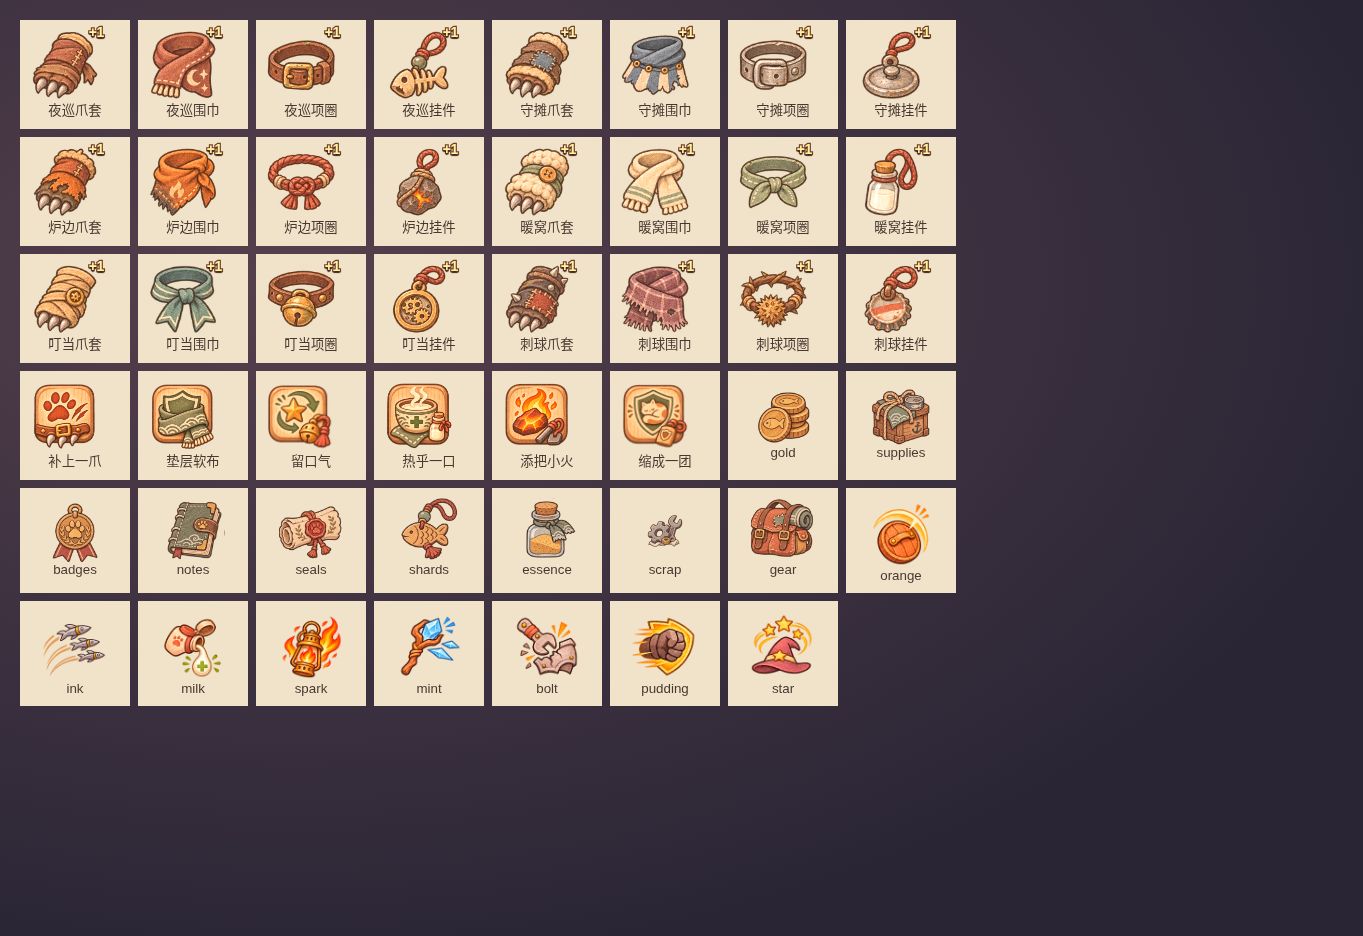 +1 +1 +1 +1 +1 +1 +1 +1
夜巡爪套 夜巡围巾 夜巡项圈 夜巡挂件 守摊爪套 守摊围巾 守摊项圈 守摊挂件
+1 +1 +1 +1 +1 +1 +1 +1
炉边爪套 炉边围巾 炉边项圈 炉边挂件 暖窝爪套 暖窝围巾 暖窝项圈 暖窝挂件
+1 +1 +1 +1 +1 +1 +1 +1
叮当爪套 叮当围巾 叮当项圈 叮当挂件 刺球爪套 刺球围巾 刺球项圈 刺球挂件
补上一爪 垫层软布 留口气 热乎一口 添把小火 缩成一团 gold supplies
badges notes seals shards essence scrap gear orange
ink milk spark mint bolt pudding star